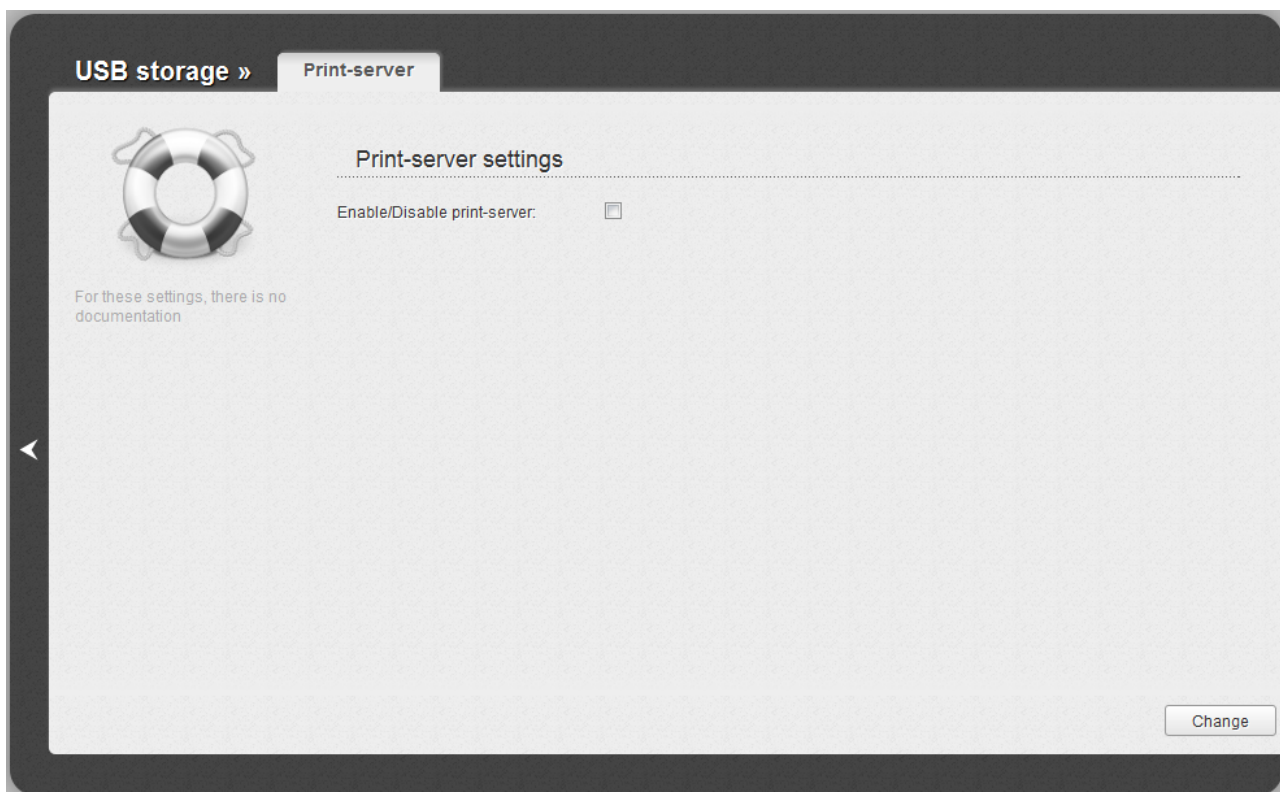 USB storage »
Print-server
Print-server settings
Enable/Disable print-server:
For these settings, there is no
documentation
Change